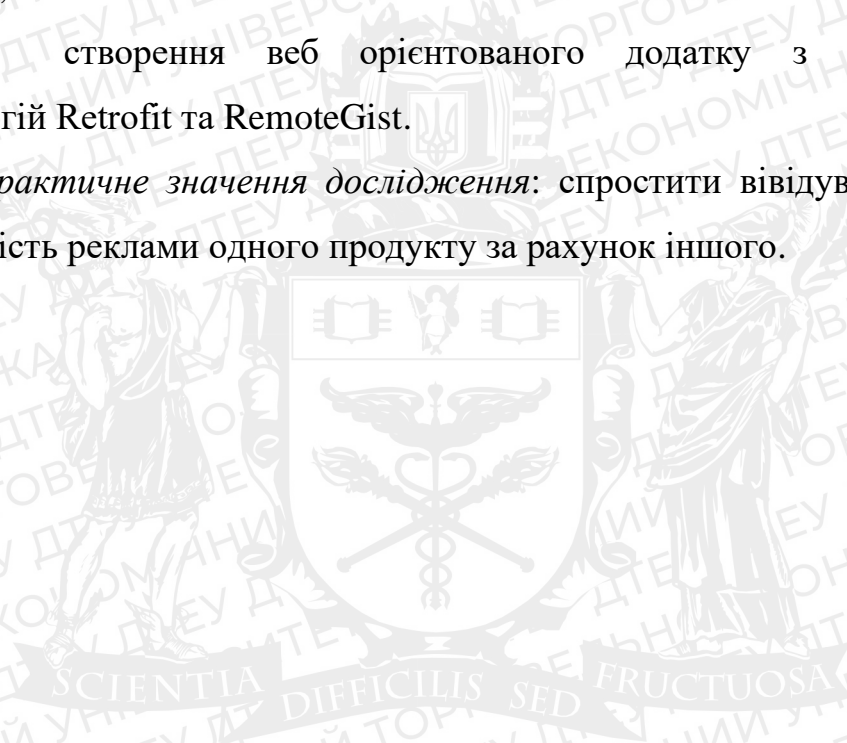 створення веб орієнтованого додатку з
гій Retrofit та RemoteGist.
рактичне значення дослідження: спростити вівідув
ість реклами одного продукту за рахунок іншого.
SCIENTIA DIFFICILIS SED FRUCTUOSA